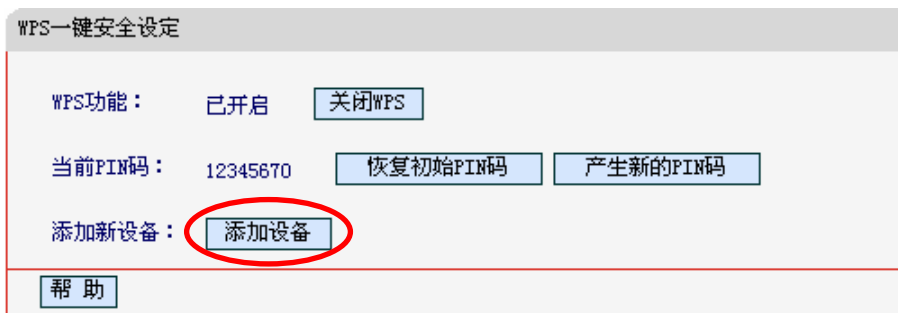 WPS一键安全设定
WPS功能： 已开启 关闭WPS
当前PIN码： 12345670 恢复初始PIN码 产生新的PIN码
添加新设备： 添加设备
帮 助